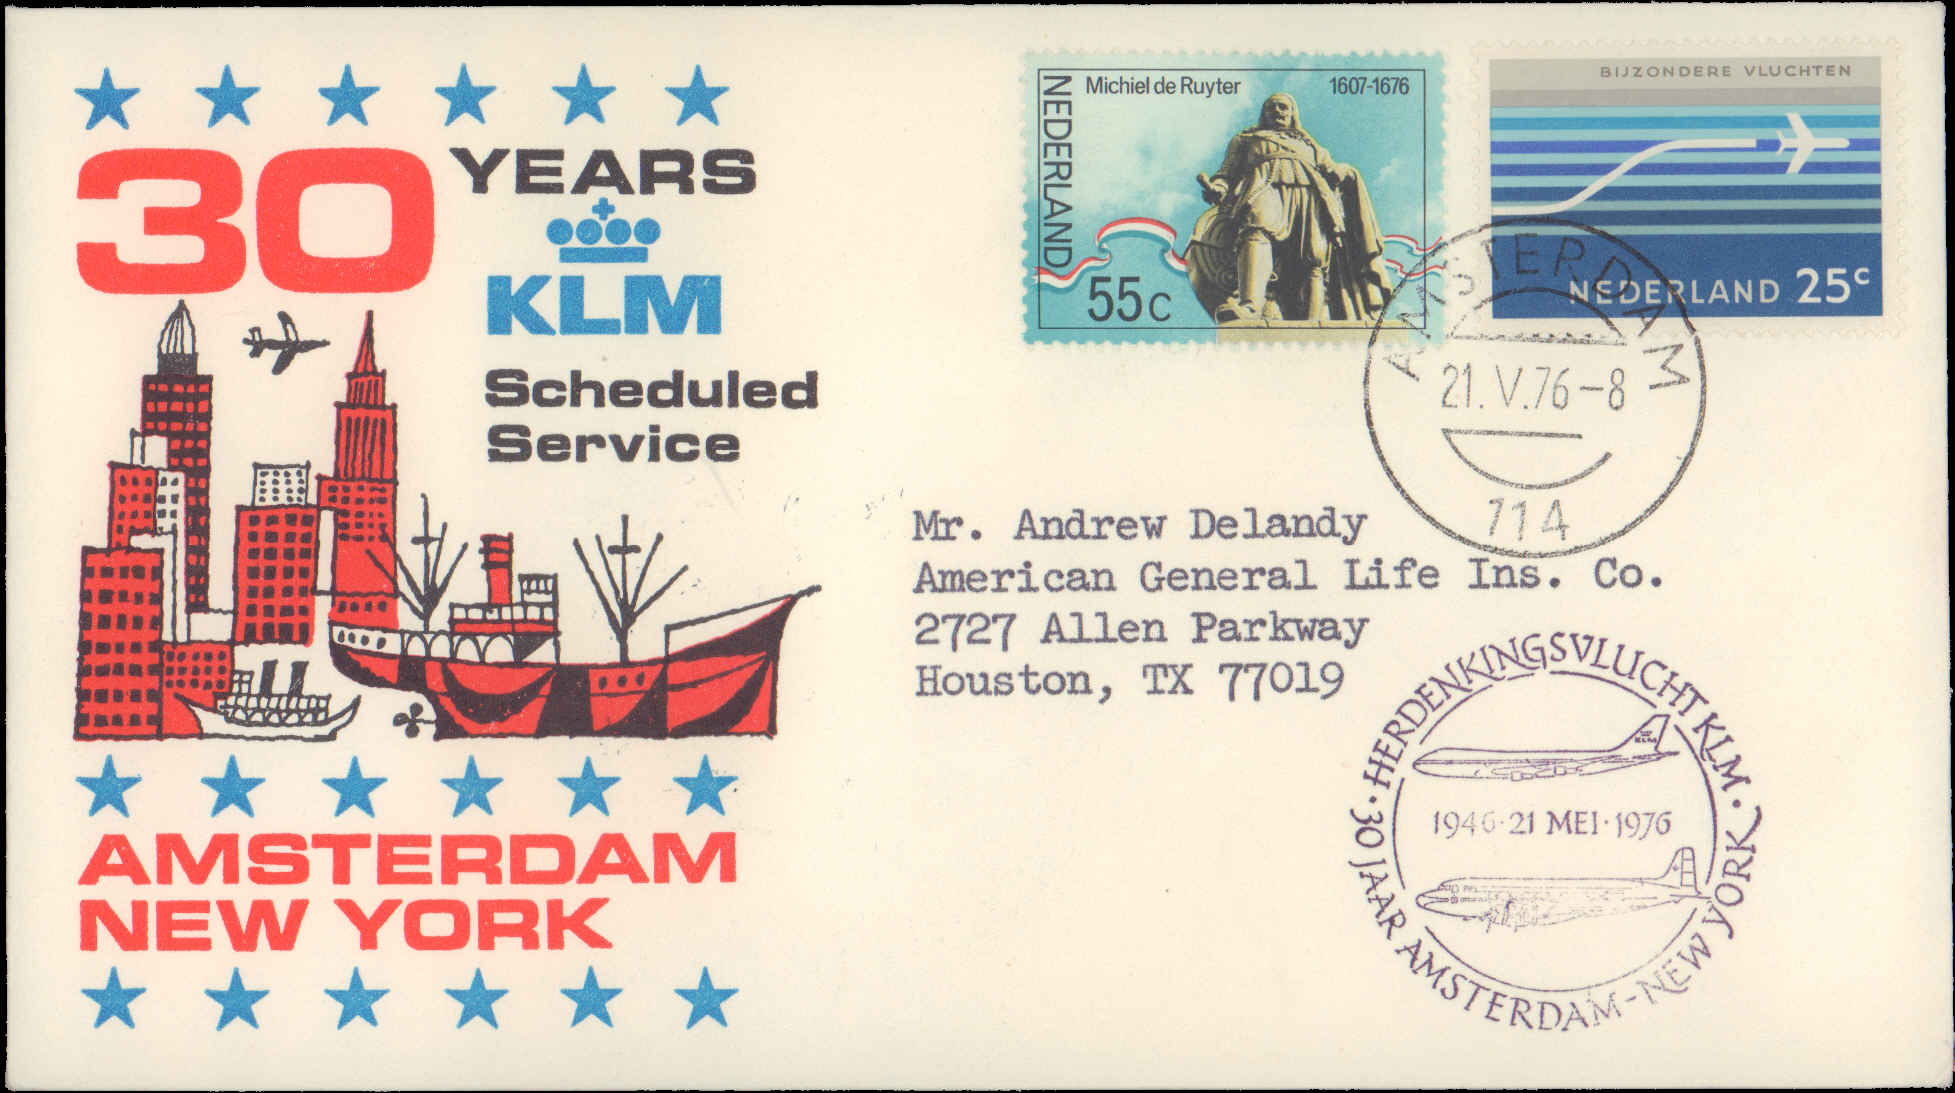 30 YEARS
KLM
Scheduled
Service
AMSTERDAM
NEW YORK
NEDERLAND
Michiel de Ruyter 1607-1676
55c
BIJZONDERE VLUCHTEN
NEDERLAND 25c
AMSTERDAM
21.V.76-8
114
Mr. Andrew Delandy
American General Life Ins. Co.
2727 Allen Parkway
Houston, TX 77019
· HERDENKINGSVLUCHT KLM ·
KLM
1946·21 MEI·1976
30 JAAR AMSTERDAM-NEW YORK